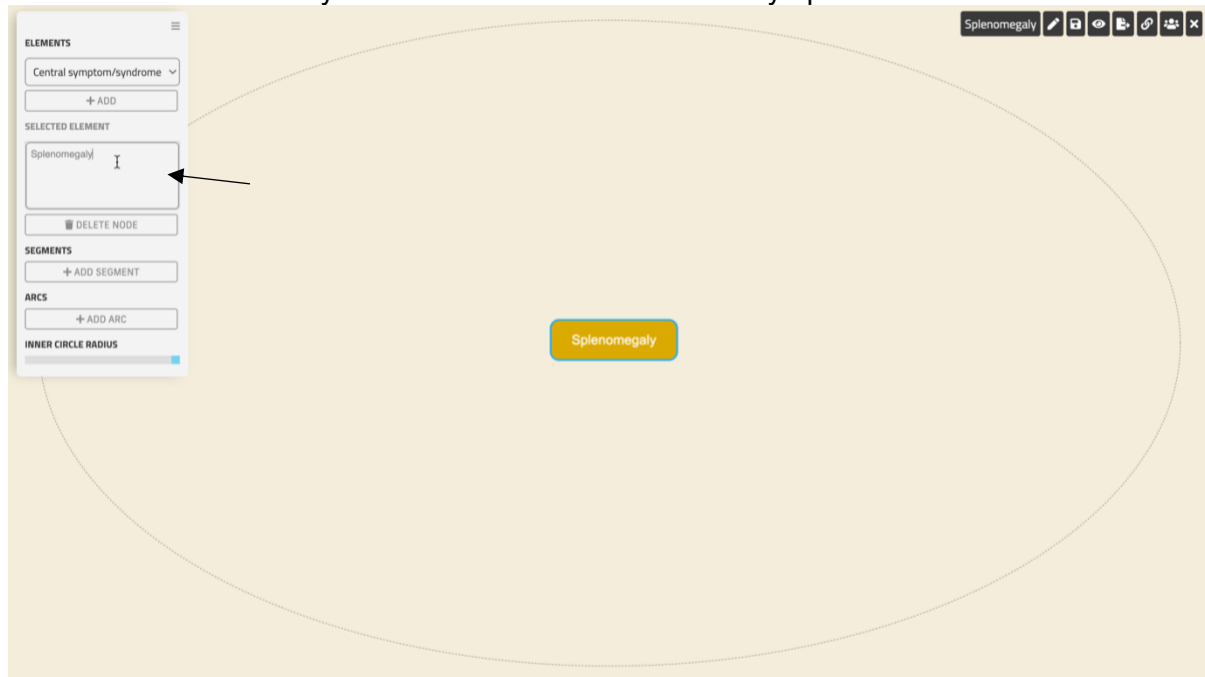 ELEMENTS
Central symptom/syndrome
+ ADD
SELECTED ELEMENT
Splenomegaly
DELETE NODE
SEGMENTS
+ ADD SEGMENT
ARCS
+ ADD ARC
INNER CIRCLE RADIUS
Splenomegaly
Splenomegaly